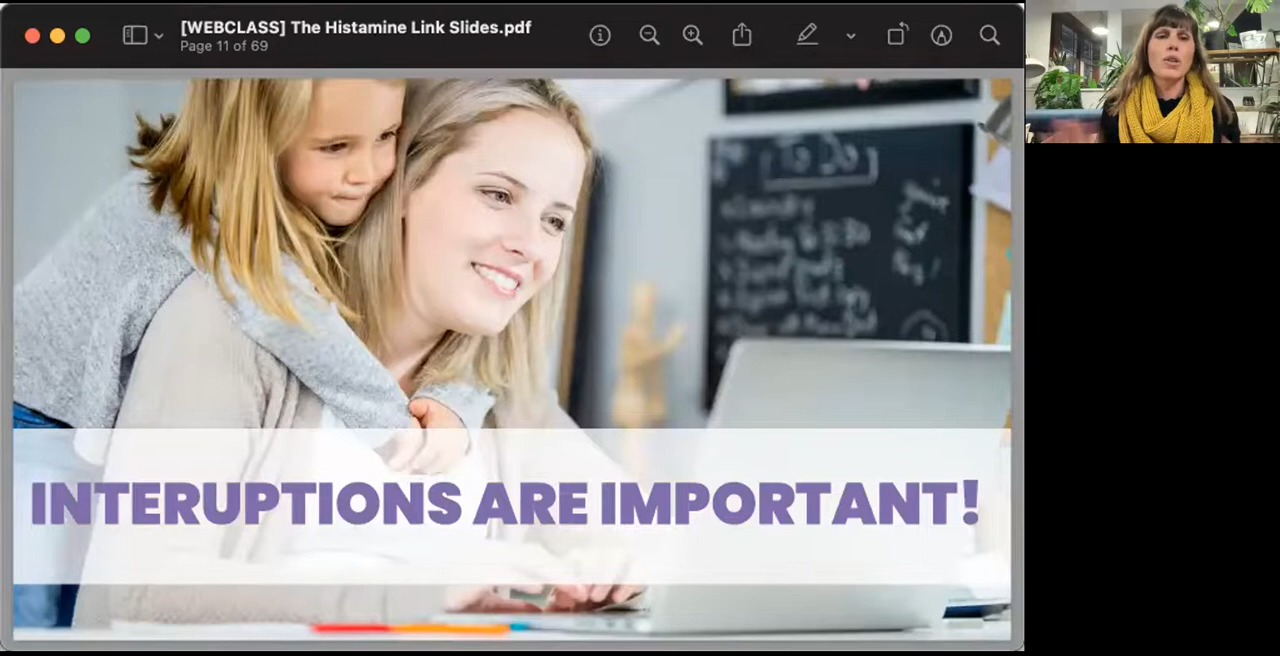 [WEBCLASS] The Histamine Link Slides.pdf
Page 11 of 69
To Do
INTERUPTIONS ARE IMPORTANT!